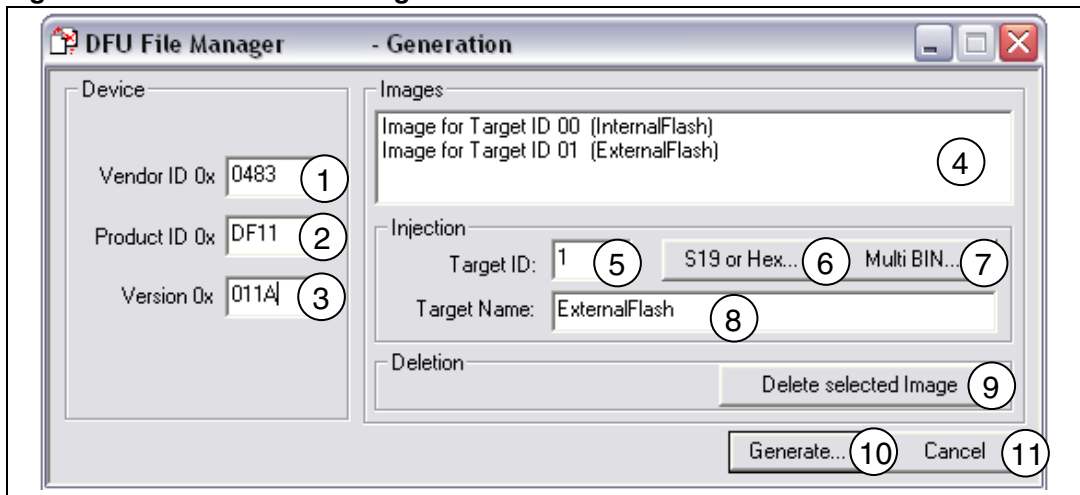 DFU File Manager - Generation
Device
Vendor ID 0x 0483 1
Product ID 0x DF11 2
Version 0x 011A 3
Images
Image for Target ID 00 (InternalFlash)
Image for Target ID 01 (ExternalFlash)
4
Injection
Target ID: 1 5 S19 or Hex... 6 Multi BIN... 7
Target Name: ExternalFlash 8
Deletion
Delete selected Image 9
Generate... 10 Cancel 11